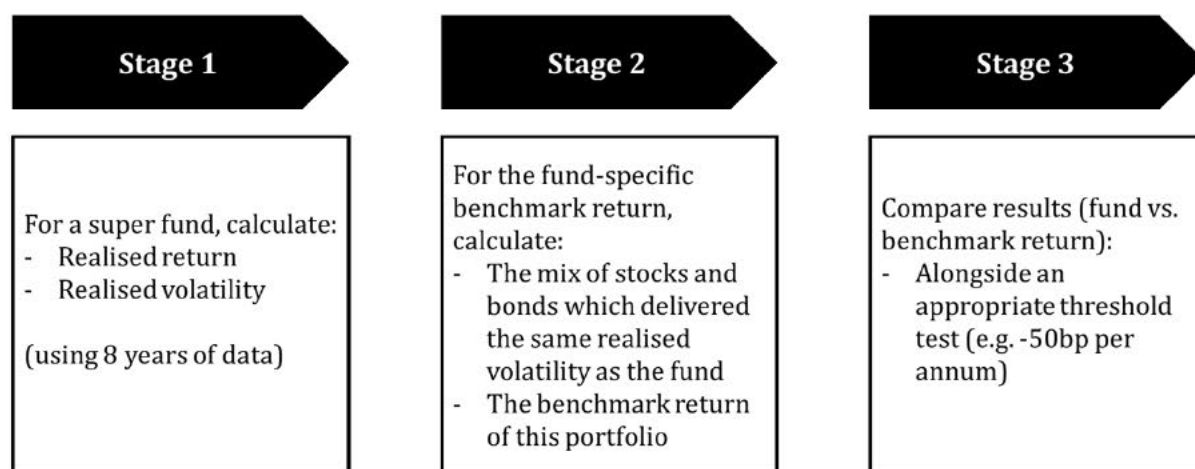 Stage 1
For a super fund, calculate:
- Realised return
- Realised volatility
(using 8 years of data)
Stage 2
For the fund-specific
benchmark return,
calculate:
- The mix of stocks and
bonds which delivered
the same realised
volatility as the fund
- The benchmark return
of this portfolio
Stage 3
Compare results (fund vs.
benchmark return):
- Alongside an
appropriate threshold
test (e.g. -50bp per
annum)